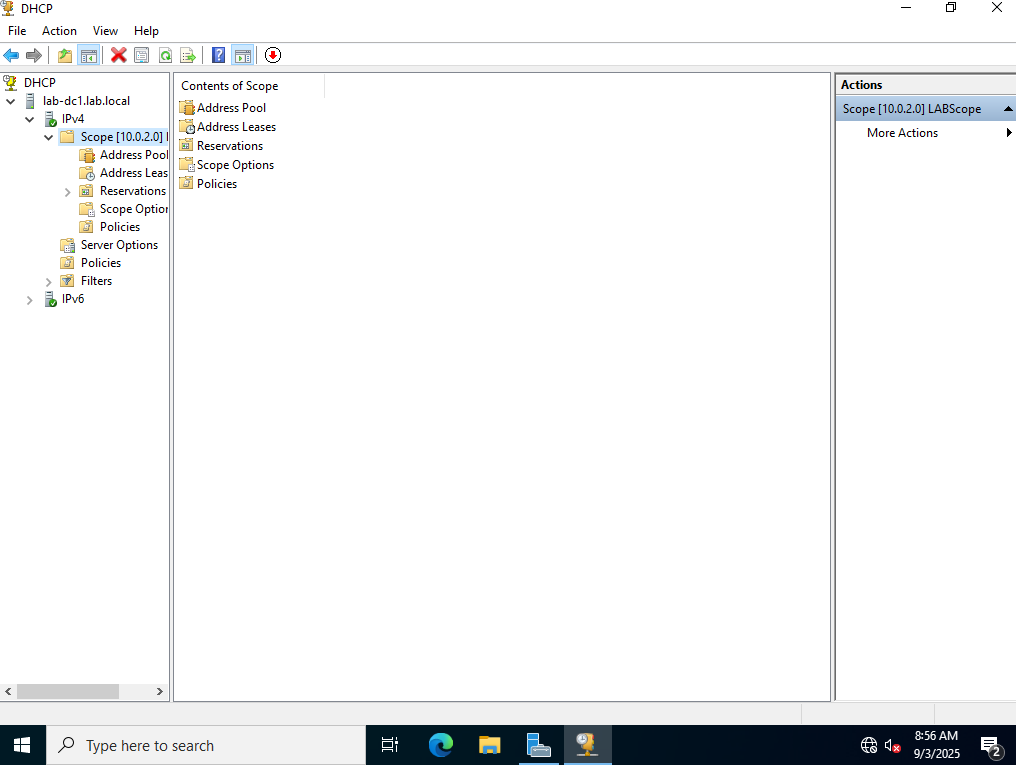 DHCP
File Action View Help
DHCP
lab-dc1.lab.local
IPv4
Scope [10.0.2.0] l
Address Pool
Address Leas
Reservations
Scope Option
Policies
Server Options
Policies
Filters
IPv6
Contents of Scope
Address Pool
Address Leases
Reservations
Scope Options
Policies
Actions
Scope [10.0.2.0] LABScope
More Actions
Type here to search
8:56 AM
9/3/2025
2